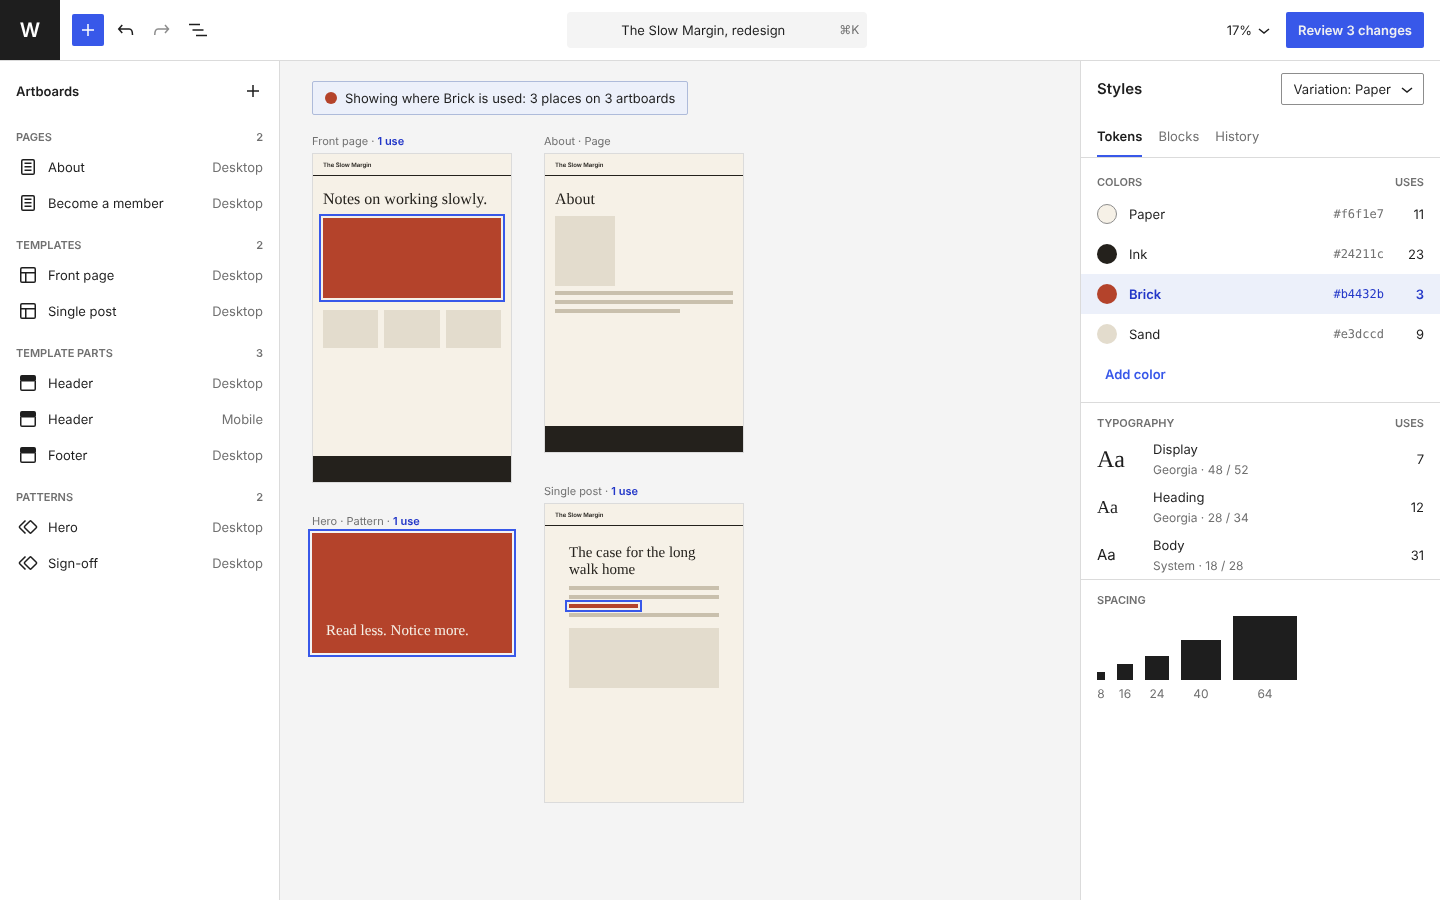 W
The Slow Margin, redesign ⌘K
17%
Review 3 changes
Artboards
PAGES 2
About Desktop
Become a member Desktop
TEMPLATES 2
Front page Desktop
Single post Desktop
TEMPLATE PARTS 3
Header Desktop
Header Mobile
Footer Desktop
PATTERNS 2
Hero Desktop
Sign-off Desktop
Showing where Brick is used: 3 places on 3 artboards
Front page · 1 use
The Slow Margin
Notes on working slowly.
About · Page
The Slow Margin
About
Hero · Pattern · 1 use
Read less. Notice more.
Single post · 1 use
The Slow Margin
The case for the long
walk home
Styles
Variation: Paper
Tokens Blocks History
COLORS USES
Paper #f6f1e7 11
Ink #24211c 23
Brick #b4432b 3
Sand #e3dccd 9
Add color
TYPOGRAPHY USES
Aa Display 7
Georgia · 48 / 52
Aa Heading 12
Georgia · 28 / 34
Aa Body 31
System · 18 / 28
SPACING
8 16 24 40 64